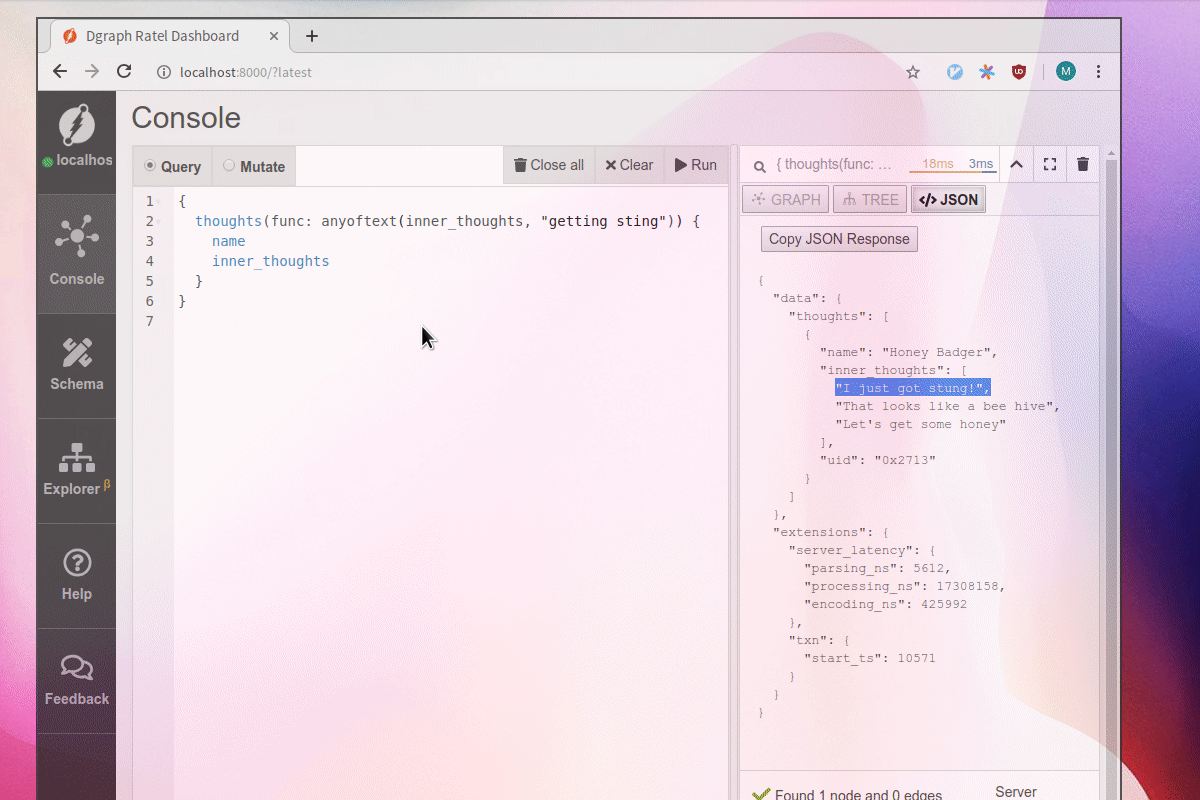 Dgraph Ratel Dashboard
localhost:8000/?latest
M
localhos
Console
Schema
Explorer β
Help
Feedback
Console
Query
Mutate
Close all
Clear
Run
1 {
2 thoughts(func: anyoftext(inner_thoughts, "getting sting")) {
3 name
4 inner_thoughts
5 }
6 }
7
{ thoughts(func: ...
18ms
3ms
GRAPH
TREE
</> JSON
Copy JSON Response
{
"data": {
"thoughts": [
{
"name": "Honey Badger",
"inner_thoughts": [
"I just got stung!",
"That looks like a bee hive",
"Let's get some honey"
],
"uid": "0x2713"
}
]
},
"extensions": {
"server_latency": {
"parsing_ns": 5612,
"processing_ns": 17308158,
"encoding_ns": 425992
},
"txn": {
"start_ts": 10571
}
}
}
Found 1 node and 0 edges
Server